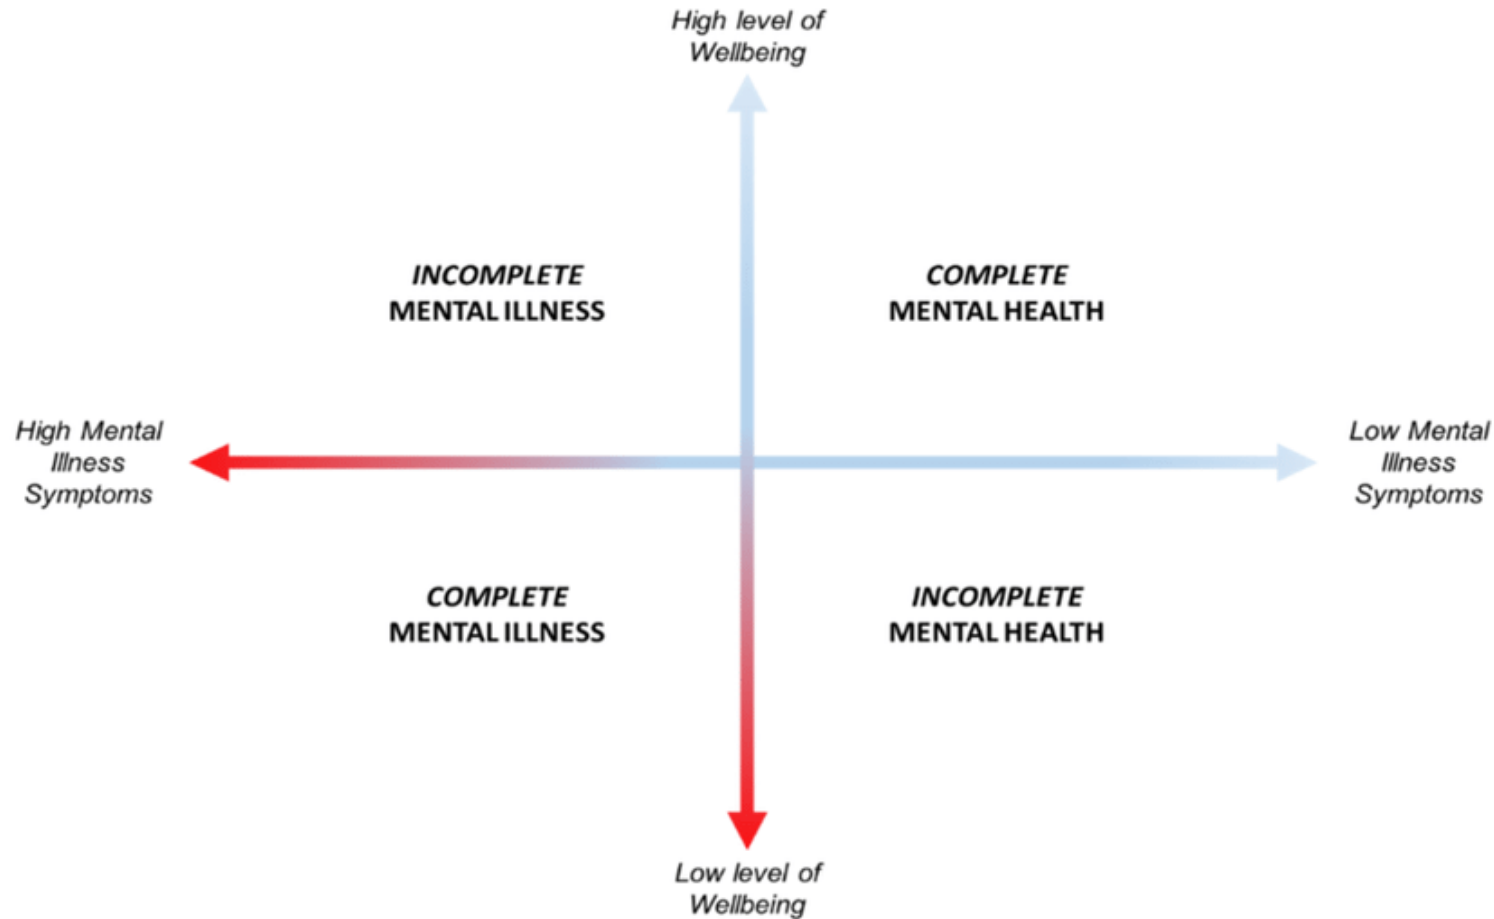 High level of
Wellbeing
INCOMPLETE
MENTAL ILLNESS
COMPLETE
MENTAL HEALTH
High Mental
Illness
Symptoms
Low Mental
Illness
Symptoms
COMPLETE
MENTAL ILLNESS
INCOMPLETE
MENTAL HEALTH
Low level of
Wellbeing